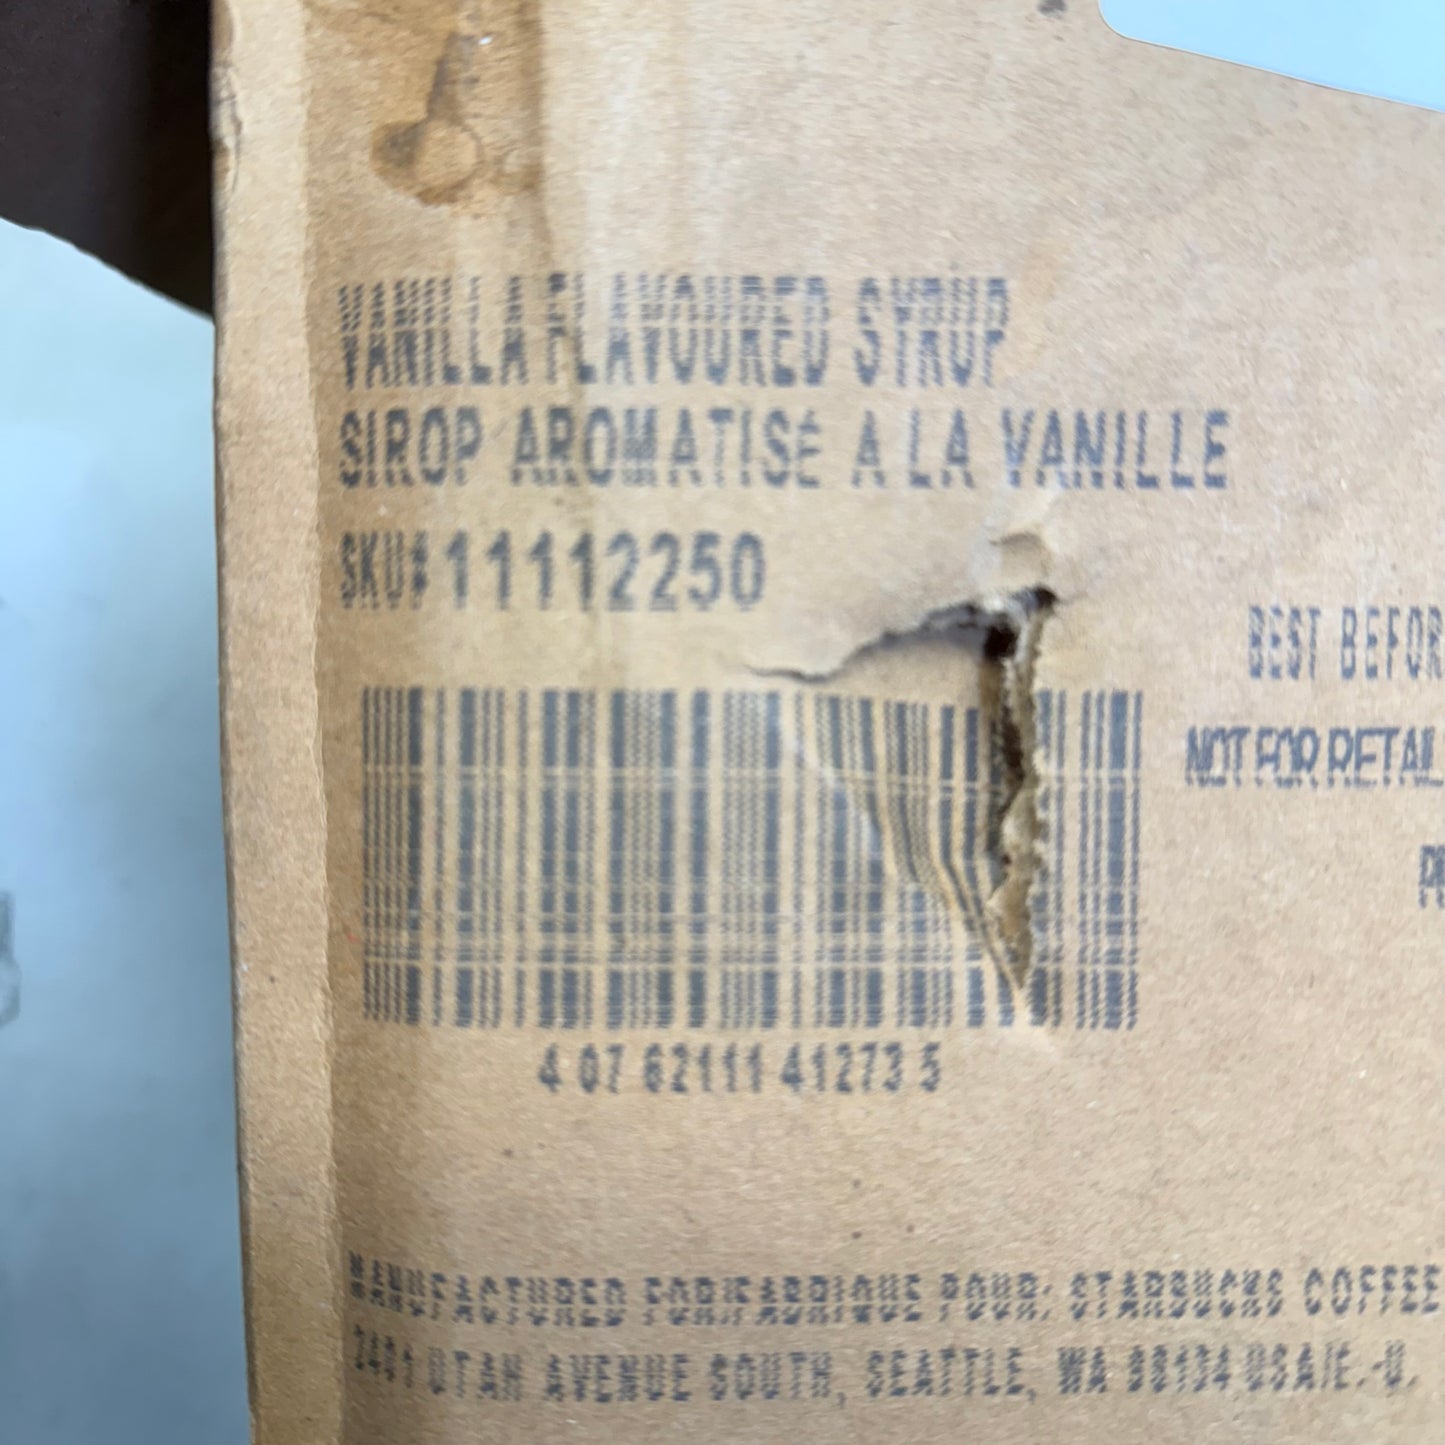 VANILLA FLAVOURED SYRUP
SIROP AROMATISÉ A LA VANILLE
SKU# 11112250
BEST BEFOR
NOT FOR RETAIL
4 07 62111 41273 5
MANUFACTURED FOR/FABRIQUE POUR: STARBUCKS COFFEE
2401 UTAH AVENUE SOUTH, SEATTLE, WA 98134 USA/E.-U.